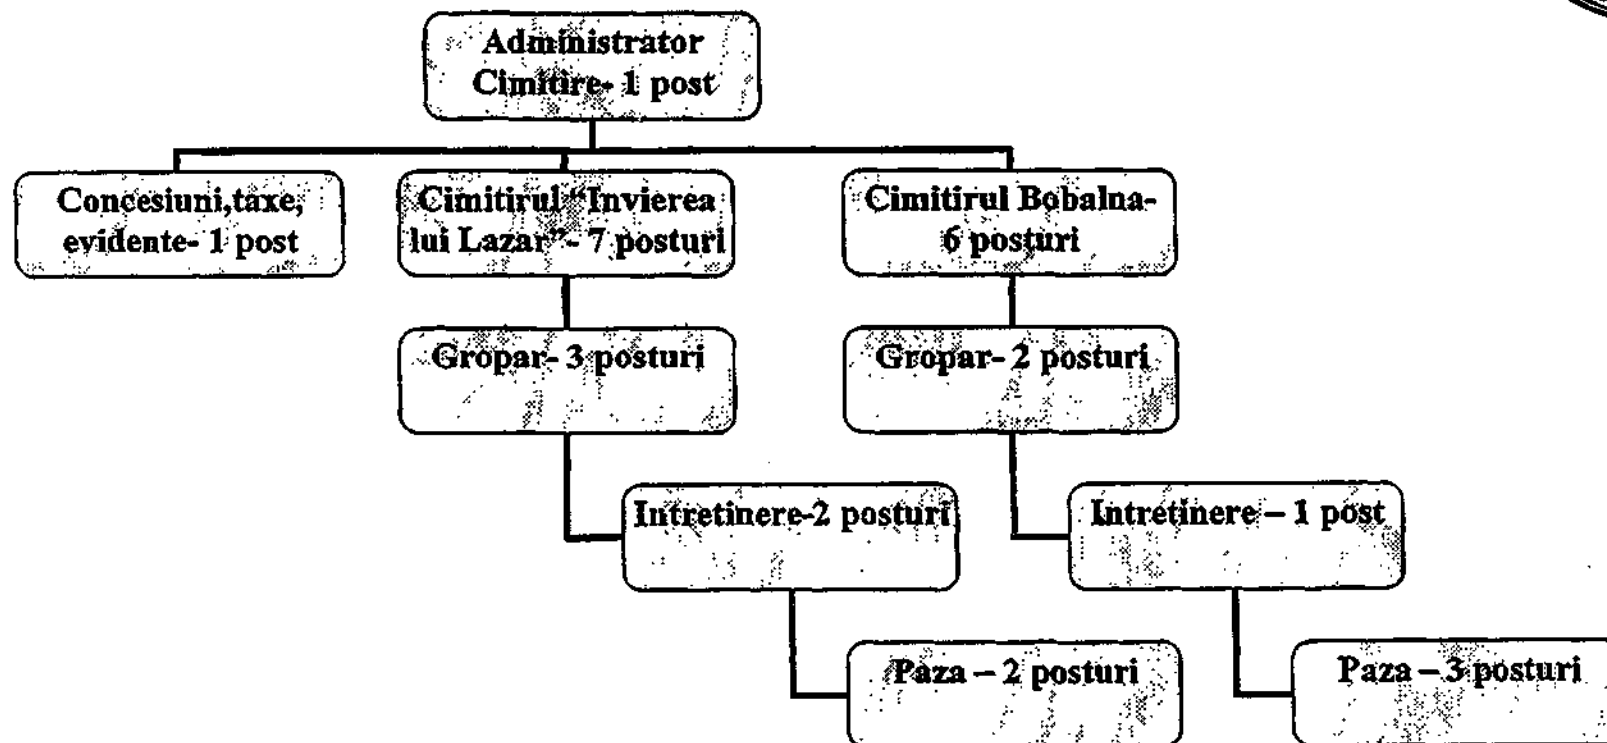 Administrator
Cimitire- 1 post
Concesiuni,taxe,
evidente- 1 post
Cimitirul "Invierea
lui Lazar"- 7 posturi
Cimitirul Bobalna-
6 posturi
Gropar- 3 posturi
Gropar- 2 posturi
Intretinere-2 posturi
Intretinere – 1 post
Paza – 2 posturi
Paza – 3 posturi